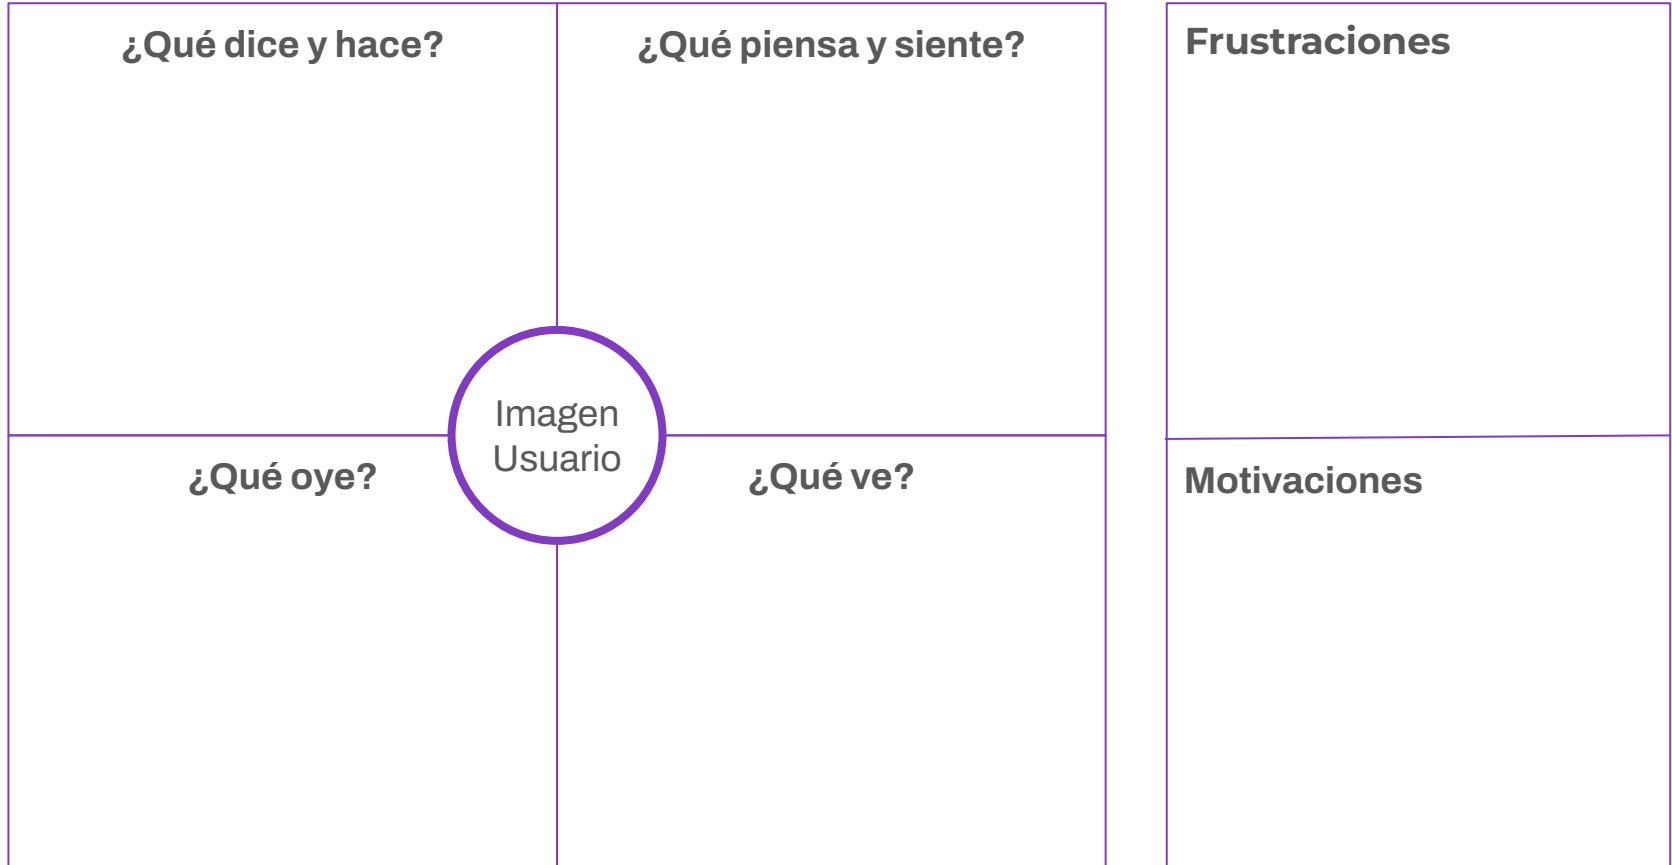 ¿Qué dice y hace?
¿Qué piensa y siente?
Frustraciones
Imagen
Usuario
¿Qué oye?
¿Qué ve?
Motivaciones